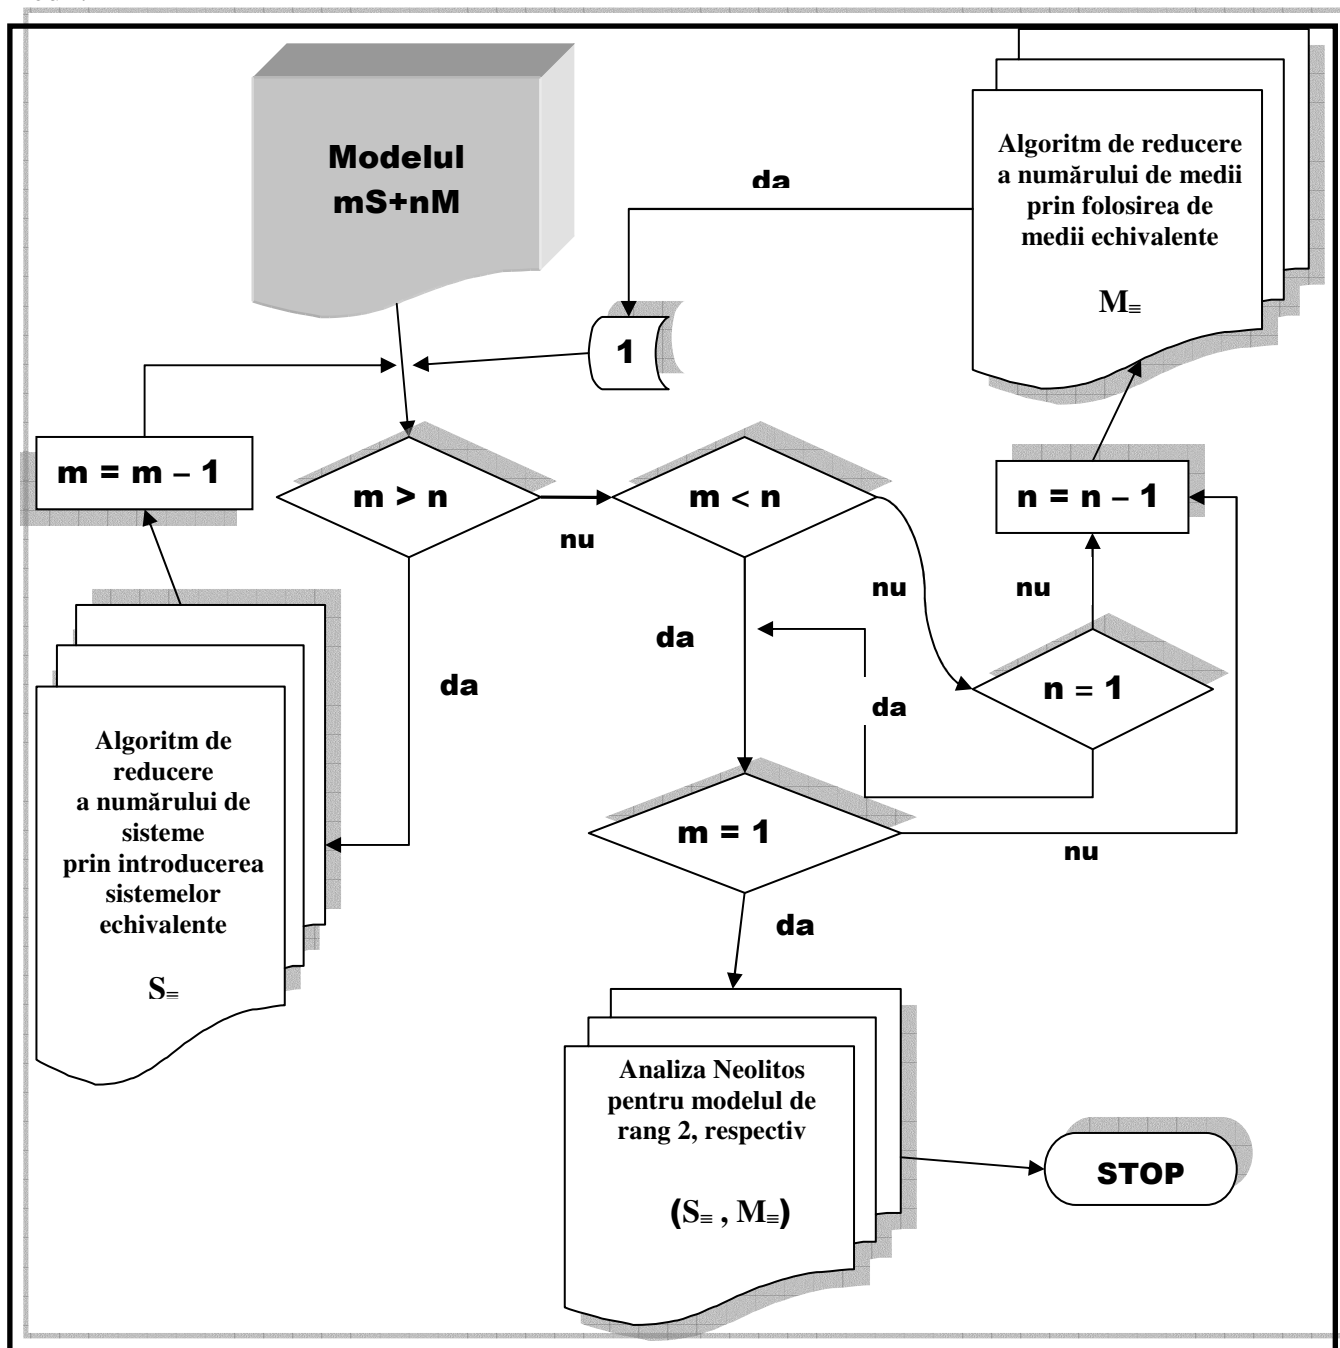 Modelul
mS+nM
Algoritm de reducere
a numărului de medii
prin folosirea de
medii echivalente
M≡
da
1
m = m – 1
m > n
nu
m < n
n = n – 1
nu
nu
da
da
n = 1
da
Algoritm de
reducere
a numărului de
sisteme
prin introducerea
sistemelor
echivalente
S≡
m = 1
nu
da
Analiza Neolitos
pentru modelul de
rang 2, respectiv
(S≡ , M≡)
STOP